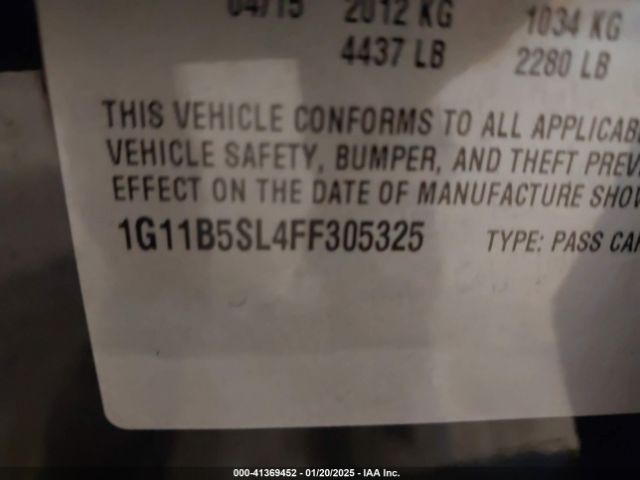 04/15 2012 KG 1034 KG
4437 LB 2280 LB
THIS VEHICLE CONFORMS TO ALL APPLICAB
VEHICLE SAFETY, BUMPER, AND THEFT PREV
EFFECT ON THE DATE OF MANUFACTURE SHOW
1G11B5SL4FF305325 TYPE: PASS CAR
000-41369452 - 01/20/2025 - IAA Inc.